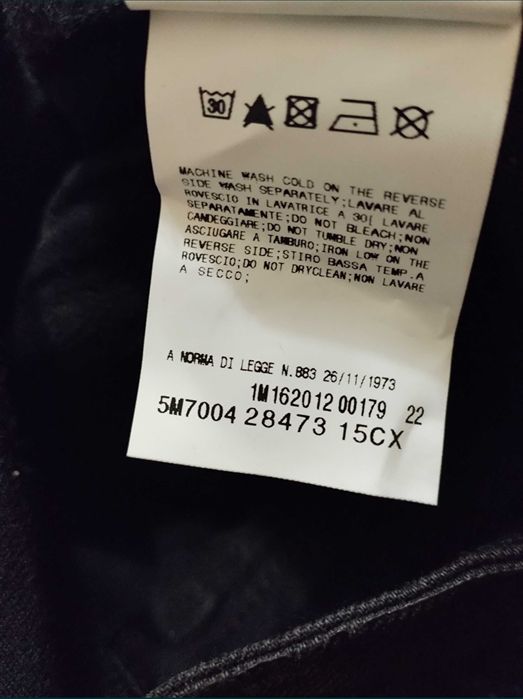 30
MACHINE WASH COLD ON THE REVERSE
SIDE WASH SEPARATELY;LAVARE AL
ROVESCIO IN LAVATRICE A 30[ LAVARE
SEPARATAMENTE;DO NOT BLEACH;NON
CANDEGGIARE;DO NOT TUMBLE DRY;NON
ASCIUGARE A TAMBURO;IRON LOW ON THE
REVERSE SIDE;STIRO BASSA TEMP.A
ROVESCIO;DO NOT DRYCLEAN;NON LAVARE
A SECCO;
A NORMA DI LEGGE N.883 26/11/1973
1M162012 00179 22
5M7004 28473 15CX